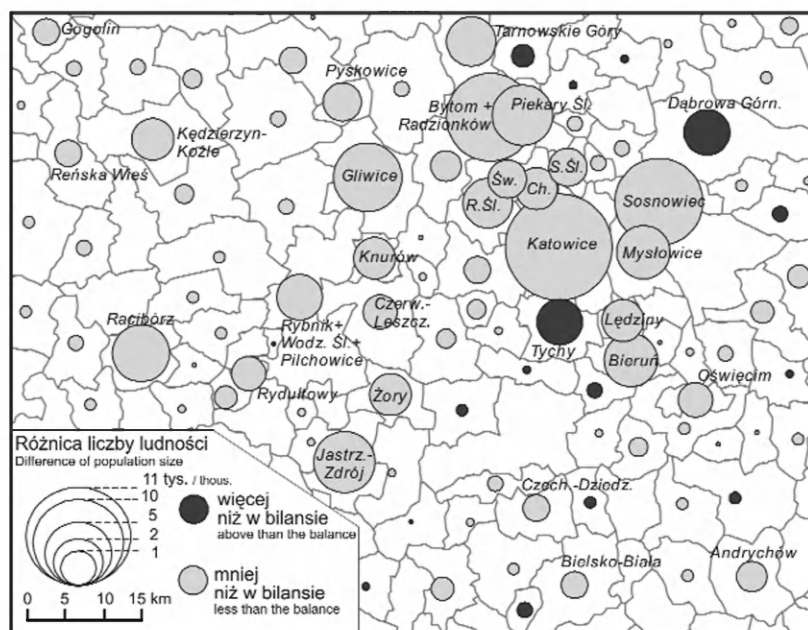 Gogolin
Tarnowskie Góry
Pyskowice
Bytom +
Radzionków
Piekary Śl.
Dąbrowa Górn.
Kędzierzyn-
Koźle
Reńska Wieś
Gliwice
Św.
S.Śl.
Ch.
R.Śl.
Sosnowiec
Katowice
Mysłowice
Knurów
Czerw.-
Leszcz.
Racibórz
Rybnik+
Wodz. Śl.+
Pilchowice
Lędziny
Tychy
Bieruń
Oświęcim
Rydułtowy
Żory
Jastrz.-
Zdrój
Czech.-Dziedz.
Bielsko-Biała
Andrychów
Różnica liczby ludności
Difference of population size
11 tys. / thous.
10
5
2
1
więcej
niż w bilansie
above than the balance
mniej
niż w bilansie
less than the balance
0 5 10 15 km